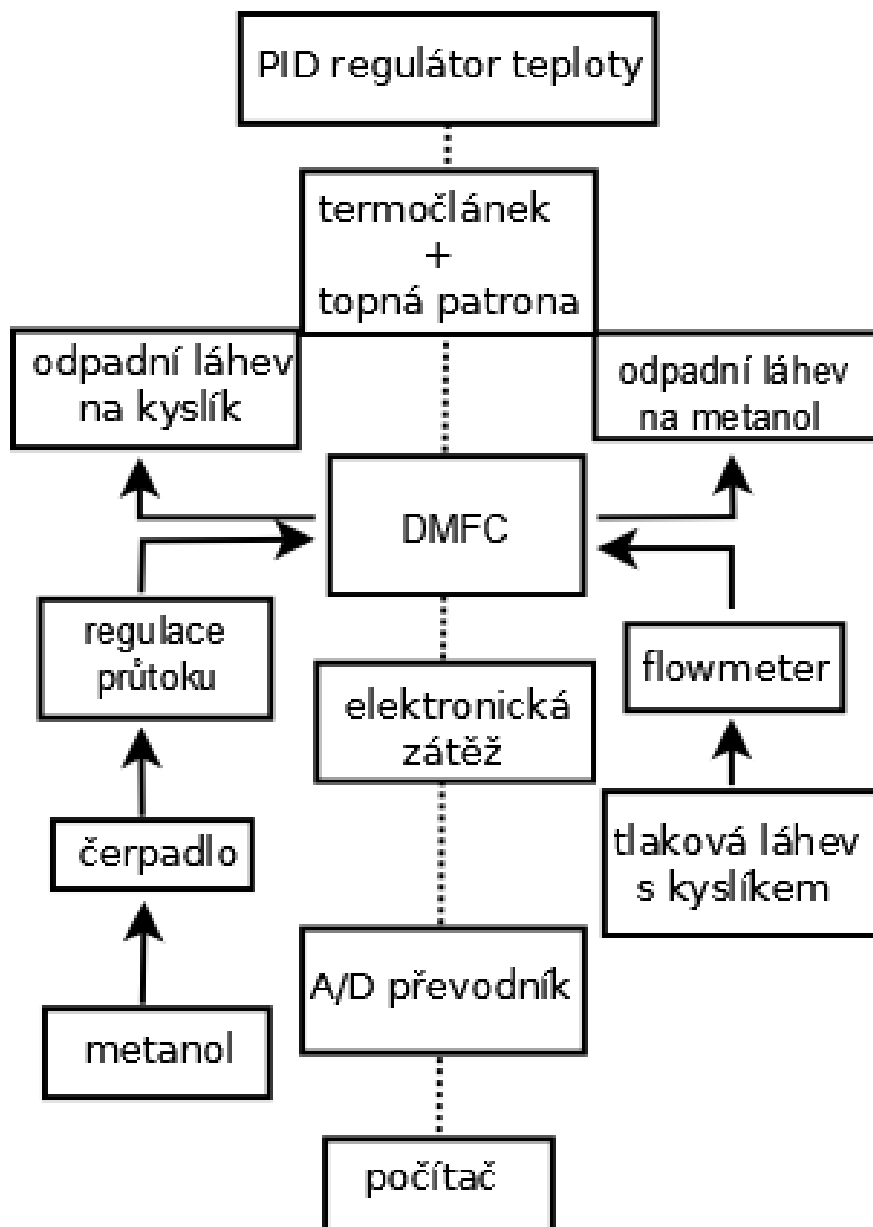 PID regulátor teploty
termočlánek
+
topná patrona
odpadní láhev
na kyslík
odpadní láhev
na metanol
DMFC
regulace
průtoku
flowmeter
elektronická
zátěž
čerpadlo
tlaková láhev
s kyslíkem
A/D převodník
metanol
počítač